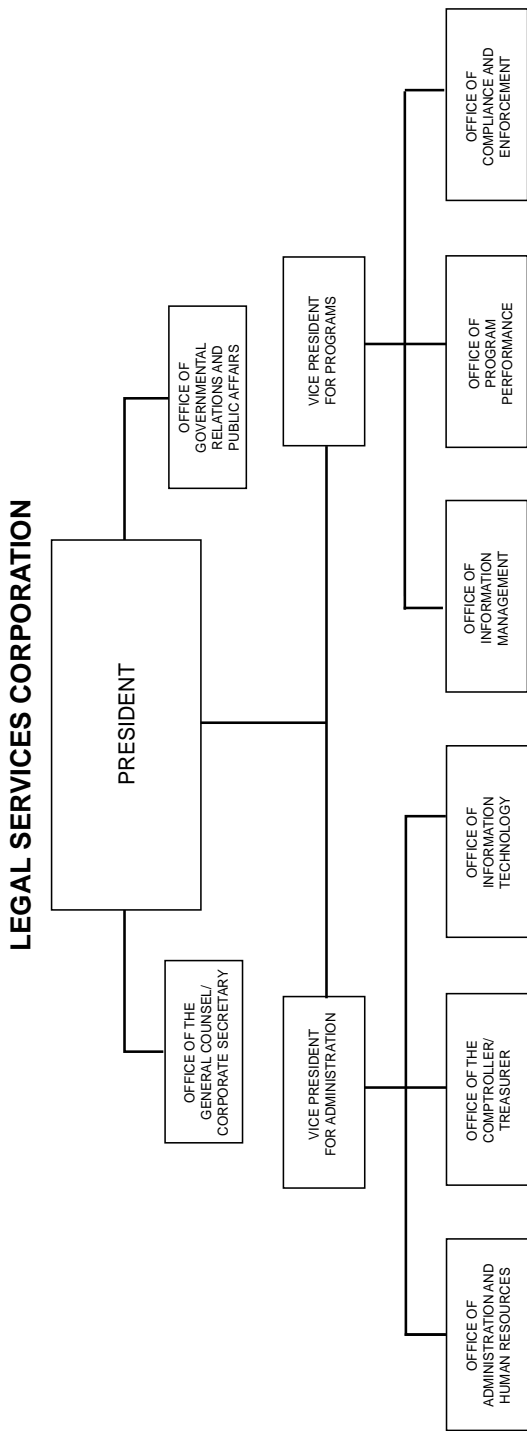 LEGAL SERVICES CORPORATION
PRESIDENT
OFFICE OF THE
GENERAL COUNSEL/
CORPORATE SECRETARY
OFFICE OF
GOVERNMENTAL
RELATIONS AND
PUBLIC AFFAIRS
VICE PRESIDENT
FOR ADMINISTRATION
VICE PRESIDENT
FOR PROGRAMS
OFFICE OF
ADMINISTRATION AND
HUMAN RESOURCES
OFFICE OF THE
COMPTROLLER/
TREASURER
OFFICE OF
INFORMATION
TECHNOLOGY
OFFICE OF
INFORMATION
MANAGEMENT
OFFICE OF
PROGRAM
PERFORMANCE
OFFICE OF
COMPLIANCE AND
ENFORCEMENT